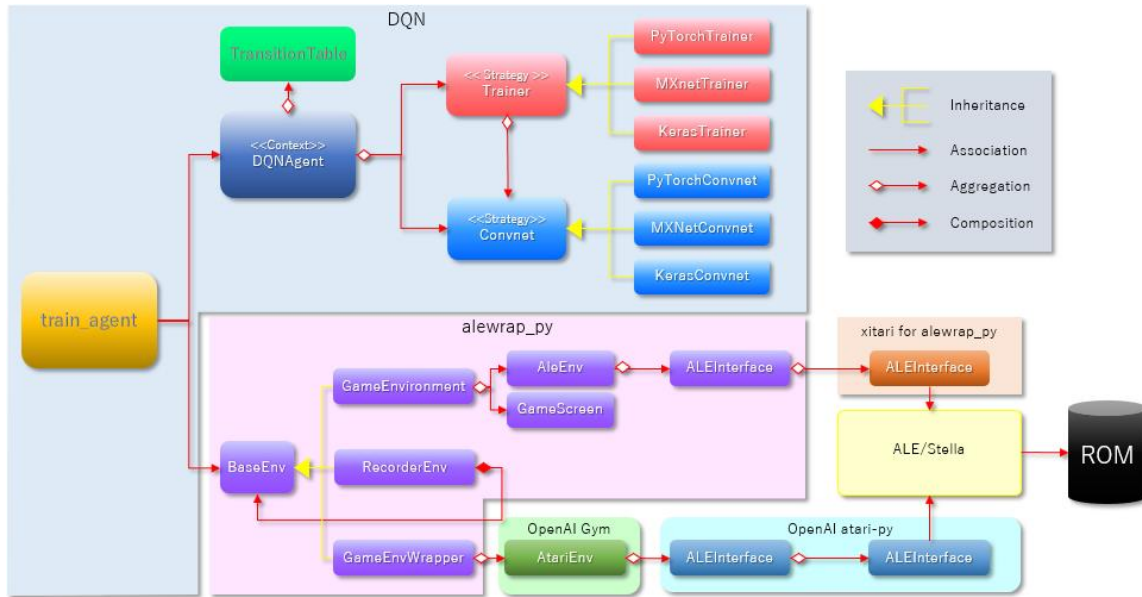 DQN
TransitionTable
<<Context>>
DQNAgent
<< Strategy >>
Trainer
<<Strategy>>
Convnet
PyTorchTrainer
MXnetTrainer
KerasTrainer
PyTorchConvnet
MXNetConvnet
KerasConvnet
Inheritance
Association
Aggregation
Composition
train_agent
alewrap_py
GameEnvironment
AleEnv
ALEInterface
GameScreen
BaseEnv
RecorderEnv
GameEnvWrapper
xitari for alewrap_py
ALEInterface
ALE/Stella
ROM
OpenAI Gym
AtariEnv
OpenAI atari-py
ALEInterface
ALEInterface